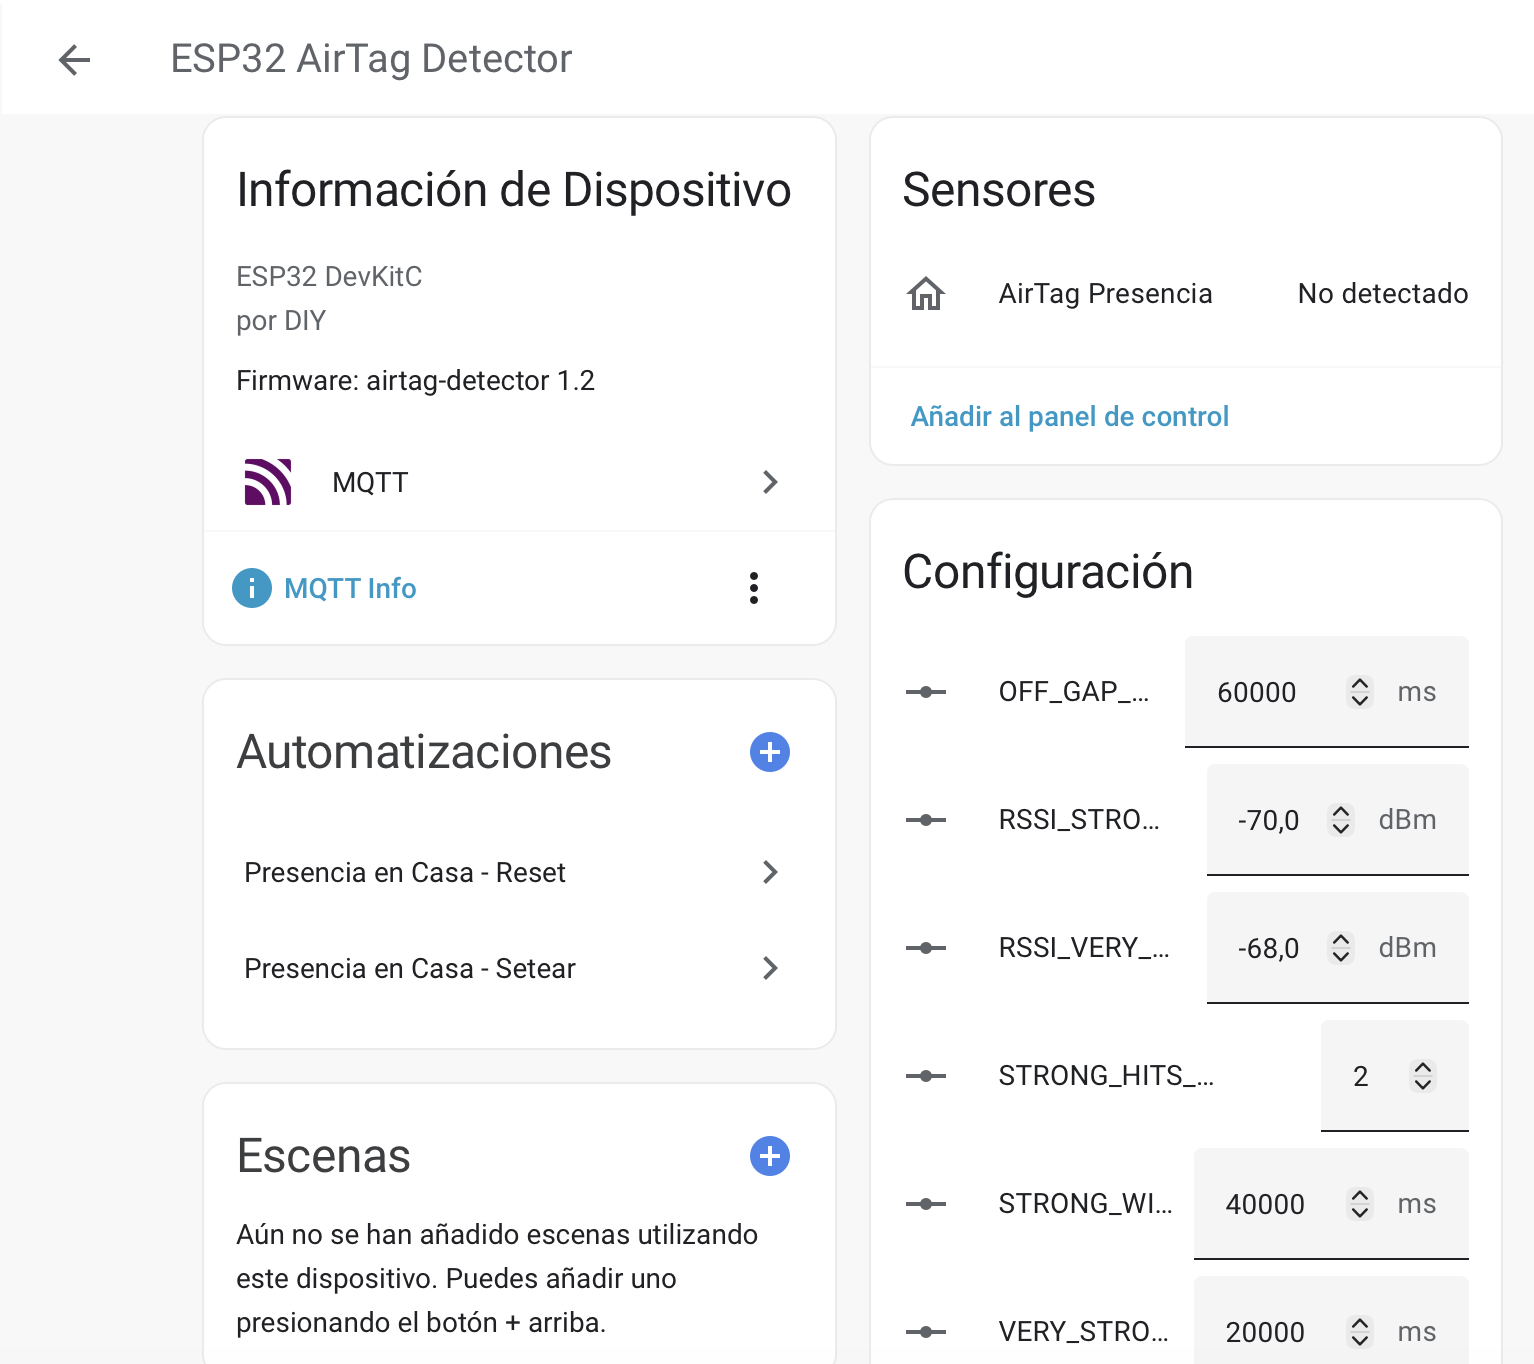 ESP32 AirTag Detector
Información de Dispositivo
ESP32 DevKitC
por DIY
Firmware: airtag-detector 1.2
MQTT
MQTT Info
Automatizaciones
Presencia en Casa - Reset
Presencia en Casa - Setear
Escenas
Aún no se han añadido escenas utilizando
este dispositivo. Puedes añadir uno
presionando el botón + arriba.
Sensores
AirTag Presencia No detectado
Añadir al panel de control
Configuración
OFF_GAP_... 60000 ms
RSSI_STRO... -70,0 dBm
RSSI_VERY_... -68,0 dBm
STRONG_HITS_... 2
STRONG_WI... 40000 ms
VERY_STRO... 20000 ms